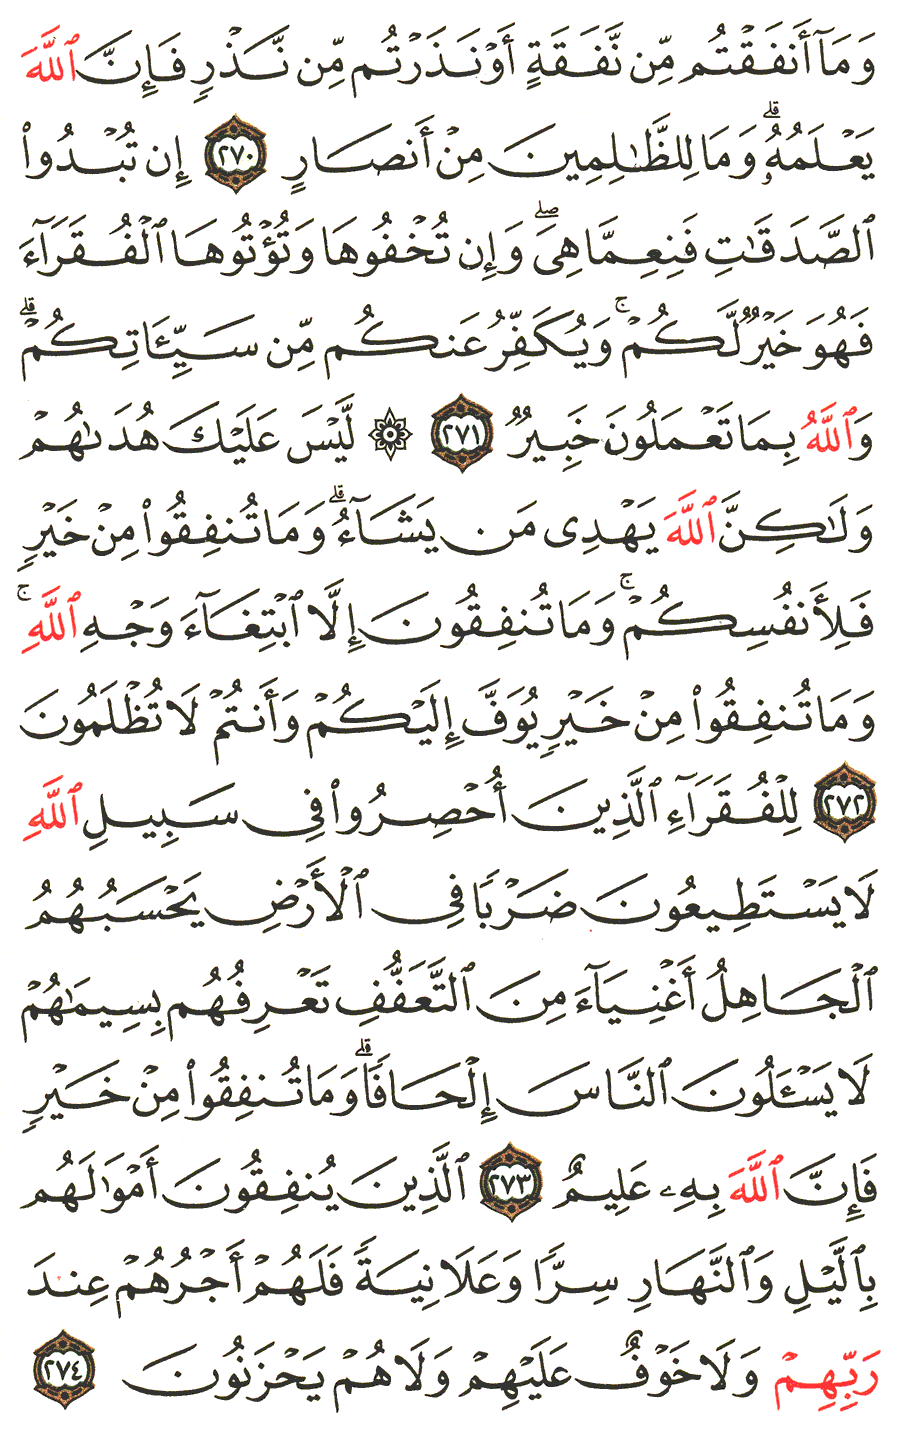 وَمَآ أَنفَقْتُم مِّن نَّفَقَةٍ أَوْ نَذَرْتُم مِّن نَّذْرٍ فَإِنَّ ٱللَّهَ
يَعْلَمُهُۥۗ وَمَا لِلظَّٰلِمِينَ مِنْ أَنصَارٍ ٢٧٠ إِن تُبْدُوا۟
ٱلصَّدَقَٰتِ فَنِعِمَّا هِىَۖ وَإِن تُخْفُوهَا وَتُؤْتُوهَا ٱلْفُقَرَآءَ
فَهُوَ خَيْرٌ لَّكُمْۚ وَيُكَفِّرُ عَنكُم مِّن سَيِّـَٔاتِكُمْۗ
وَٱللَّهُ بِمَا تَعْمَلُونَ خَبِيرٌ ٢٧١ ۞ لَّيْسَ عَلَيْكَ هُدَىٰهُمْ
وَلَٰكِنَّ ٱللَّهَ يَهْدِى مَن يَشَآءُۗ وَمَا تُنفِقُوا۟ مِنْ خَيْرٍ
فَلِأَنفُسِكُمْۚ وَمَا تُنفِقُونَ إِلَّا ٱبْتِغَآءَ وَجْهِ ٱللَّهِۚ
وَمَا تُنفِقُوا۟ مِنْ خَيْرٍ يُوَفَّ إِلَيْكُمْ وَأَنتُمْ لَا تُظْلَمُونَ
٢٧٢ لِلْفُقَرَآءِ ٱلَّذِينَ أُحْصِرُوا۟ فِى سَبِيلِ ٱللَّهِ
لَا يَسْتَطِيعُونَ ضَرْبًا فِى ٱلْأَرْضِ يَحْسَبُهُمُ
ٱلْجَاهِلُ أَغْنِيَآءَ مِنَ ٱلتَّعَفُّفِ تَعْرِفُهُم بِسِيمَٰهُمْ
لَا يَسْـَٔلُونَ ٱلنَّاسَ إِلْحَافًاۗ وَمَا تُنفِقُوا۟ مِنْ خَيْرٍ
فَإِنَّ ٱللَّهَ بِهِۦ عَلِيمٌ ٢٧٣ ٱلَّذِينَ يُنفِقُونَ أَمْوَٰلَهُم
بِٱلَّيْلِ وَٱلنَّهَارِ سِرًّا وَعَلَانِيَةً فَلَهُمْ أَجْرُهُمْ عِندَ
رَبِّهِمْ وَلَا خَوْفٌ عَلَيْهِمْ وَلَا هُمْ يَحْزَنُونَ ٢٧٤